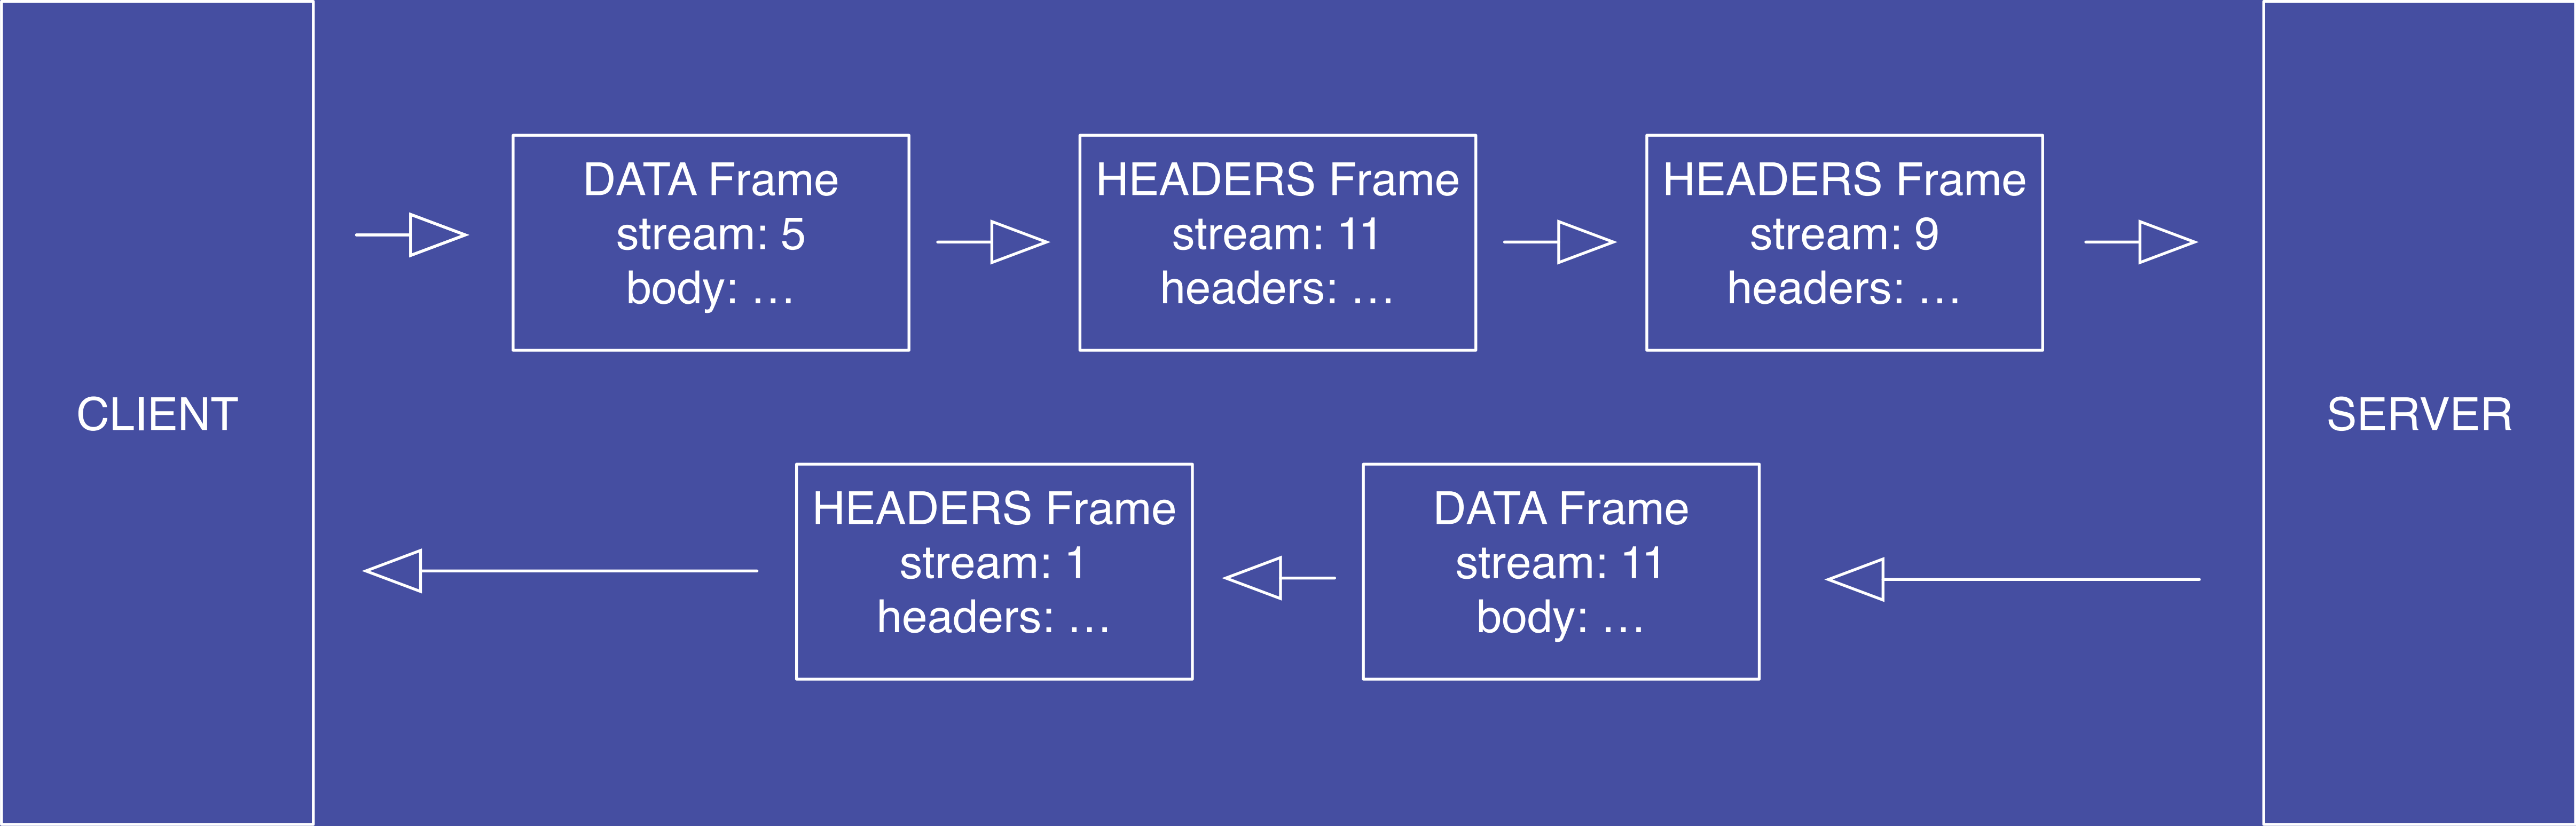 CLIENT
DATA Frame
stream: 5
body: …
HEADERS Frame
stream: 11
headers: …
HEADERS Frame
stream: 9
headers: …
HEADERS Frame
stream: 1
headers: …
DATA Frame
stream: 11
body: …
SERVER